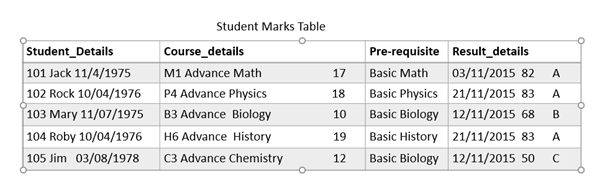 Student Marks Table
Student_Details Course_details Pre-requisite Result_details
101 Jack 11/4/1975 M1 Advance Math 17 Basic Math 03/11/2015 82 A
102 Rock 10/04/1976 P4 Advance Physics 18 Basic Physics 21/11/2015 83 A
103 Mary 11/07/1975 B3 Advance Biology 10 Basic Biology 12/11/2015 68 B
104 Roby 10/04/1976 H6 Advance History 19 Basic History 21/11/2015 83 A
105 Jim 03/08/1978 C3 Advance Chemistry 12 Basic Biology 12/11/2015 50 C